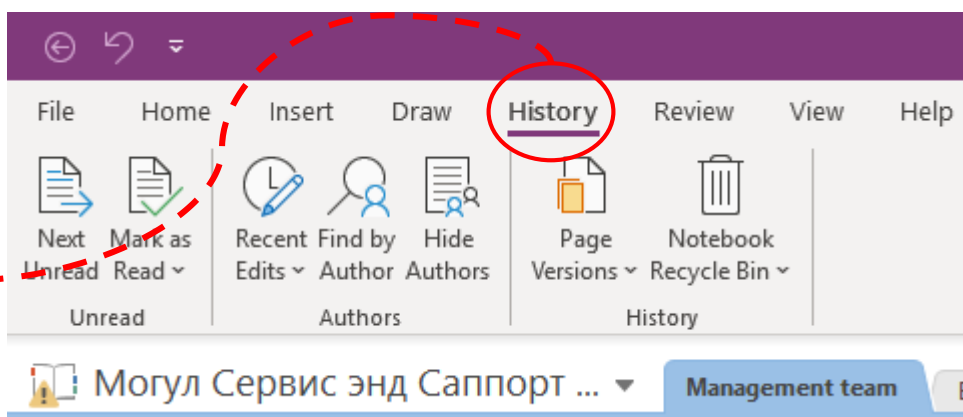 File Home Insert Draw History Review View Help
Next Unread
Mark as Read
Recent Edits
Find by Author
Hide Authors
Page Versions
Notebook Recycle Bin
Unread Authors History
Могул Сервис энд Саппорт ... Management team